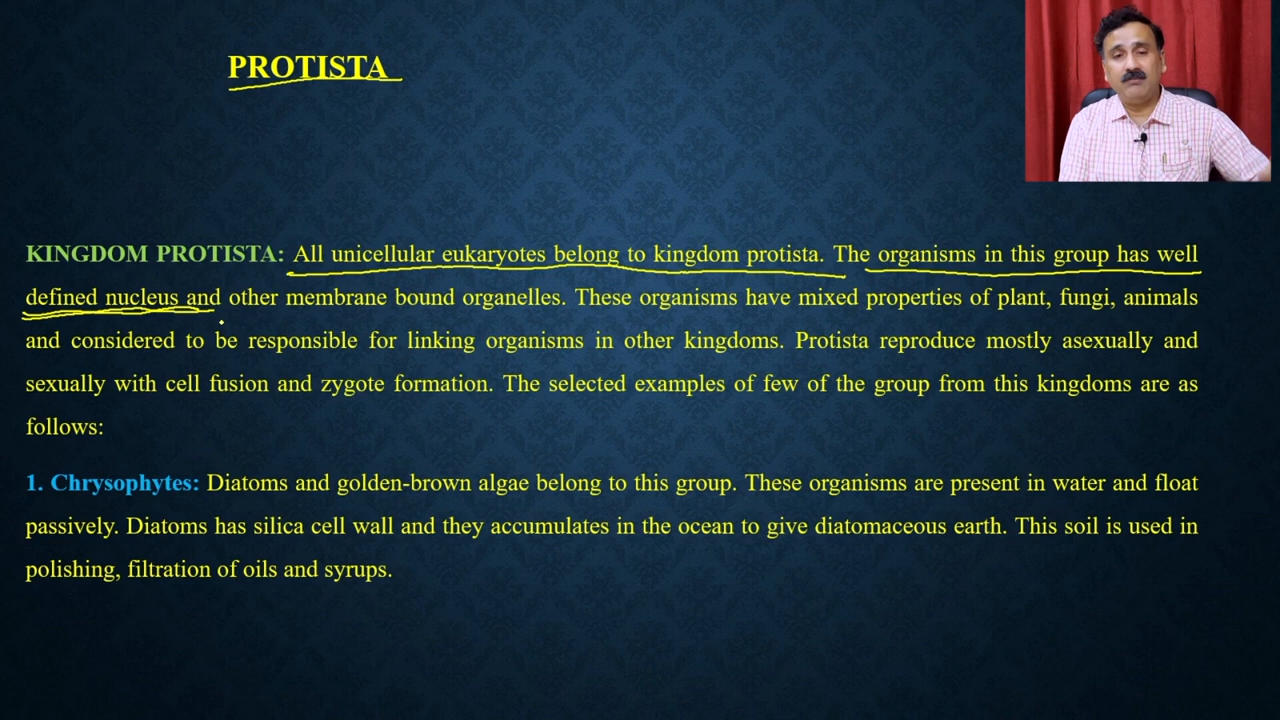 PROTISTA
KINGDOM PROTISTA: All unicellular eukaryotes belong to kingdom protista. The organisms in this group has well
defined nucleus and other membrane bound organelles. These organisms have mixed properties of plant, fungi, animals
and considered to be responsible for linking organisms in other kingdoms. Protista reproduce mostly asexually and
sexually with cell fusion and zygote formation. The selected examples of few of the group from this kingdoms are as
follows:
1. Chrysophytes: Diatoms and golden-brown algae belong to this group. These organisms are present in water and float
passively. Diatoms has silica cell wall and they accumulates in the ocean to give diatomaceous earth. This soil is used in
polishing, filtration of oils and syrups.